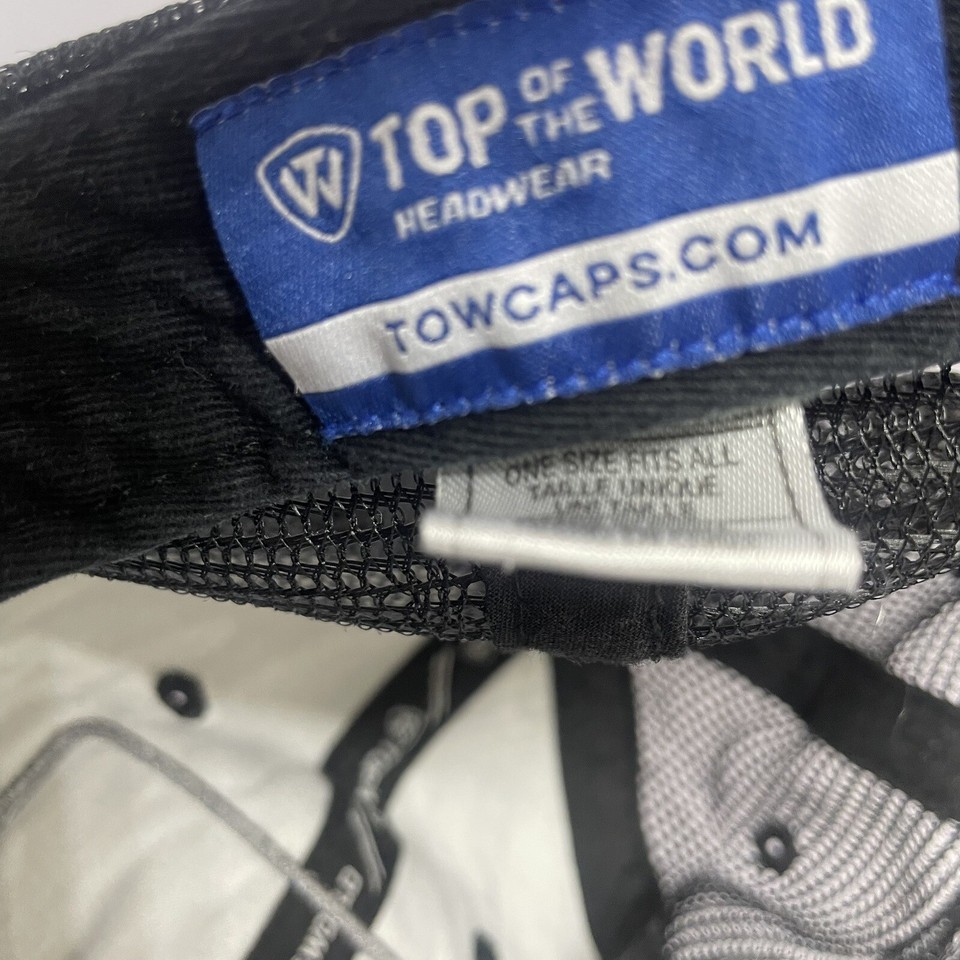 TOP OF THE WORLD
HEADWEAR
TOWCAPS.COM
ONE SIZE FITS ALL
TAILLE UNIQUE